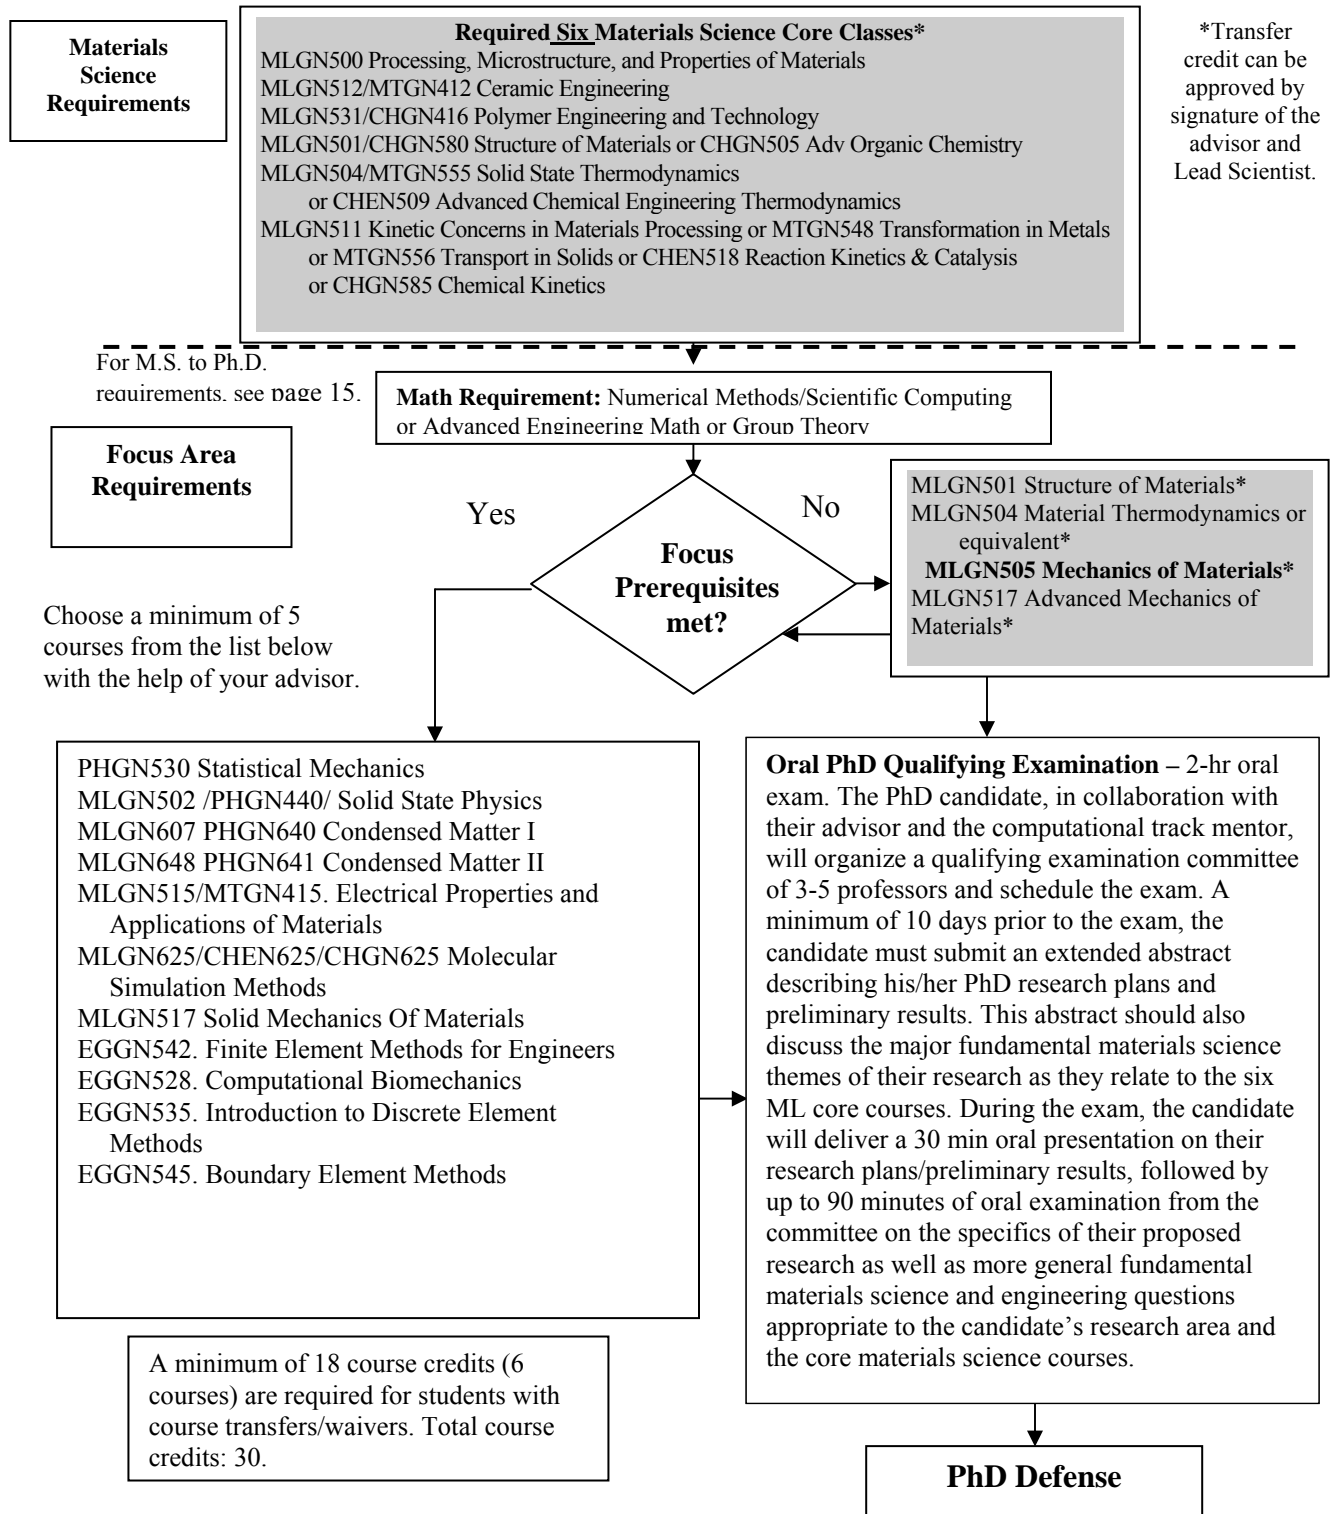 Materials
Science
Requirements
Required Six Materials Science Core Classes*
MLGN500 Processing, Microstructure, and Properties of Materials
MLGN512/MTGN412 Ceramic Engineering
MLGN531/CHGN416 Polymer Engineering and Technology
MLGN501/CHGN580 Structure of Materials or CHGN505 Adv Organic Chemistry
MLGN504/MTGN555 Solid State Thermodynamics
or CHEN509 Advanced Chemical Engineering Thermodynamics
MLGN511 Kinetic Concerns in Materials Processing or MTGN548 Transformation in Metals
or MTGN556 Transport in Solids or CHEN518 Reaction Kinetics & Catalysis
or CHGN585 Chemical Kinetics
*Transfer
credit can be
approved by
signature of the
advisor and
Lead Scientist.
For M.S. to Ph.D.
requirements, see page 15.
Math Requirement: Numerical Methods/Scientific Computing
or Advanced Engineering Math or Group Theory
Focus Area
Requirements
Yes
No
Focus
Prerequisites
met?
MLGN501 Structure of Materials*
MLGN504 Material Thermodynamics or
equivalent*
MLGN505 Mechanics of Materials*
MLGN517 Advanced Mechanics of
Materials*
Choose a minimum of 5
courses from the list below
with the help of your advisor.
PHGN530 Statistical Mechanics
MLGN502 /PHGN440/ Solid State Physics
MLGN607 PHGN640 Condensed Matter I
MLGN648 PHGN641 Condensed Matter II
MLGN515/MTGN415. Electrical Properties and
Applications of Materials
MLGN625/CHEN625/CHGN625 Molecular
Simulation Methods
MLGN517 Solid Mechanics Of Materials
EGGN542. Finite Element Methods for Engineers
EGGN528. Computational Biomechanics
EGGN535. Introduction to Discrete Element
Methods
EGGN545. Boundary Element Methods
Oral PhD Qualifying Examination – 2-hr oral
exam. The PhD candidate, in collaboration with
their advisor and the computational track mentor,
will organize a qualifying examination committee
of 3-5 professors and schedule the exam. A
minimum of 10 days prior to the exam, the
candidate must submit an extended abstract
describing his/her PhD research plans and
preliminary results. This abstract should also
discuss the major fundamental materials science
themes of their research as they relate to the six
ML core courses. During the exam, the candidate
will deliver a 30 min oral presentation on their
research plans/preliminary results, followed by
up to 90 minutes of oral examination from the
committee on the specifics of their proposed
research as well as more general fundamental
materials science and engineering questions
appropriate to the candidate’s research area and
the core materials science courses.
A minimum of 18 course credits (6
courses) are required for students with
course transfers/waivers. Total course
credits: 30.
PhD Defense